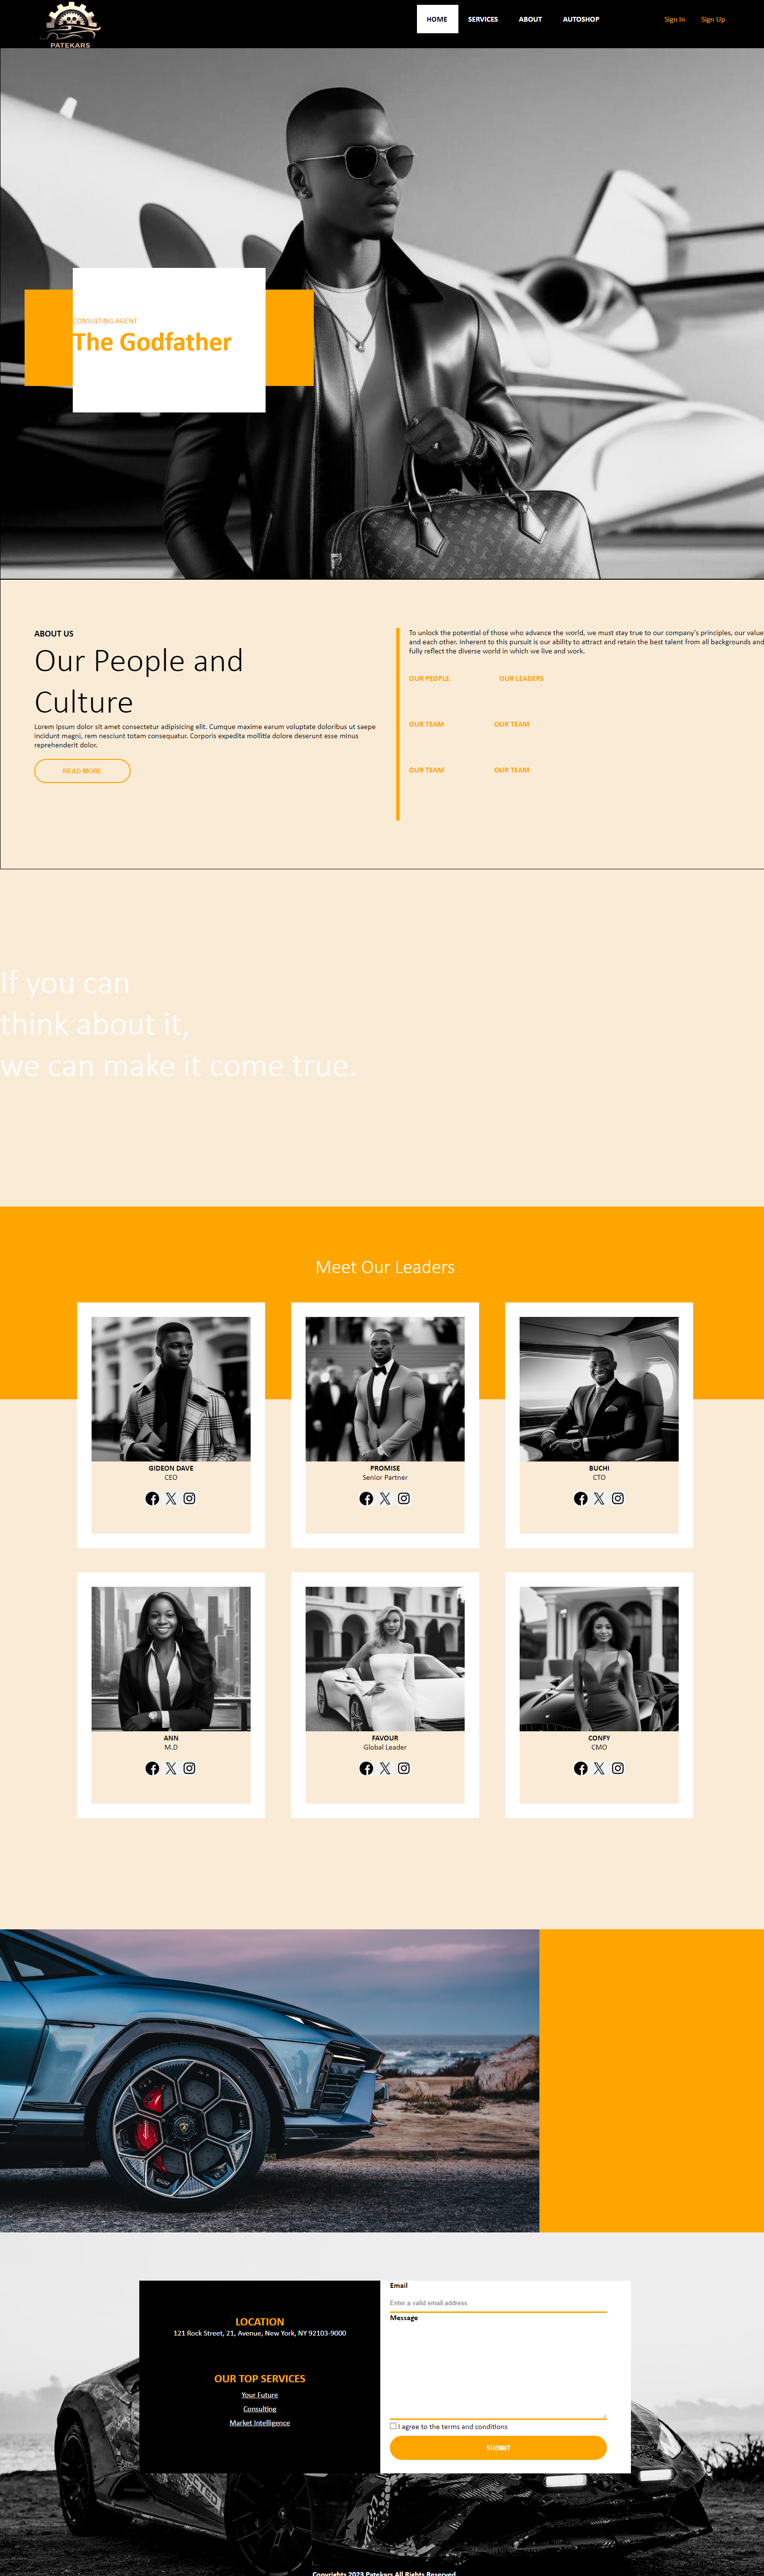 PATEKARS
HOME SERVICES ABOUT AUTOSHOP Sign In Sign Up
CONSULTING AGENT
The Godfather
ABOUT US
Our People and
Culture
Lorem ipsum dolor sit amet consectetur adipisicing elit. Cumque maxime earum voluptate doloribus ut saepe
incidunt magni, rem nesciunt totam consequatur. Corporis expedita mollitia dolore deserunt esse minus
reprehenderit dolor.
READ MORE
To unlock the potential of those who advance the world, we must stay true to our company's principles, our value
and each other. Inherent to this pursuit is our ability to attract and retain the best talent from all backgrounds and
fully reflect the diverse world in which we live and work.
OUR PEOPLE OUR LEADERS
OUR TEAM OUR TEAM
OUR TEAM OUR TEAM
If you can
think about it,
we can make it come true.
Meet Our Leaders
GIDEON DAVE
CEO
PROMISE
Senior Partner
BUCHI
CTO
ANN
M.D
FAVOUR
Global Leader
CONFY
CMO
LOCATION
121 Rock Street, 21, Avenue, New York, NY 92103-9000
OUR TOP SERVICES
Your Future
Consulting
Market Intelligence
Email
Enter a valid email address
Message
I agree to the terms and conditions
SUBMIT
Copyrights 2023 Patekars All Rights Reserved